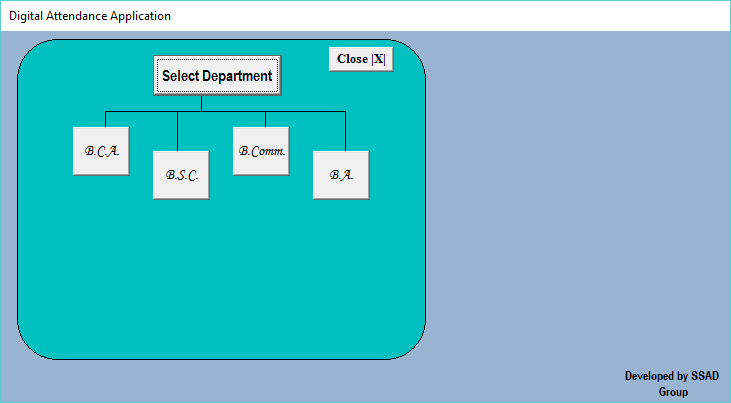 Digital Attendance Application
Close |X|
Select Department
B.C.A.
B.Comm.
B.S.C.
B.A.
Developed by SSAD
Group